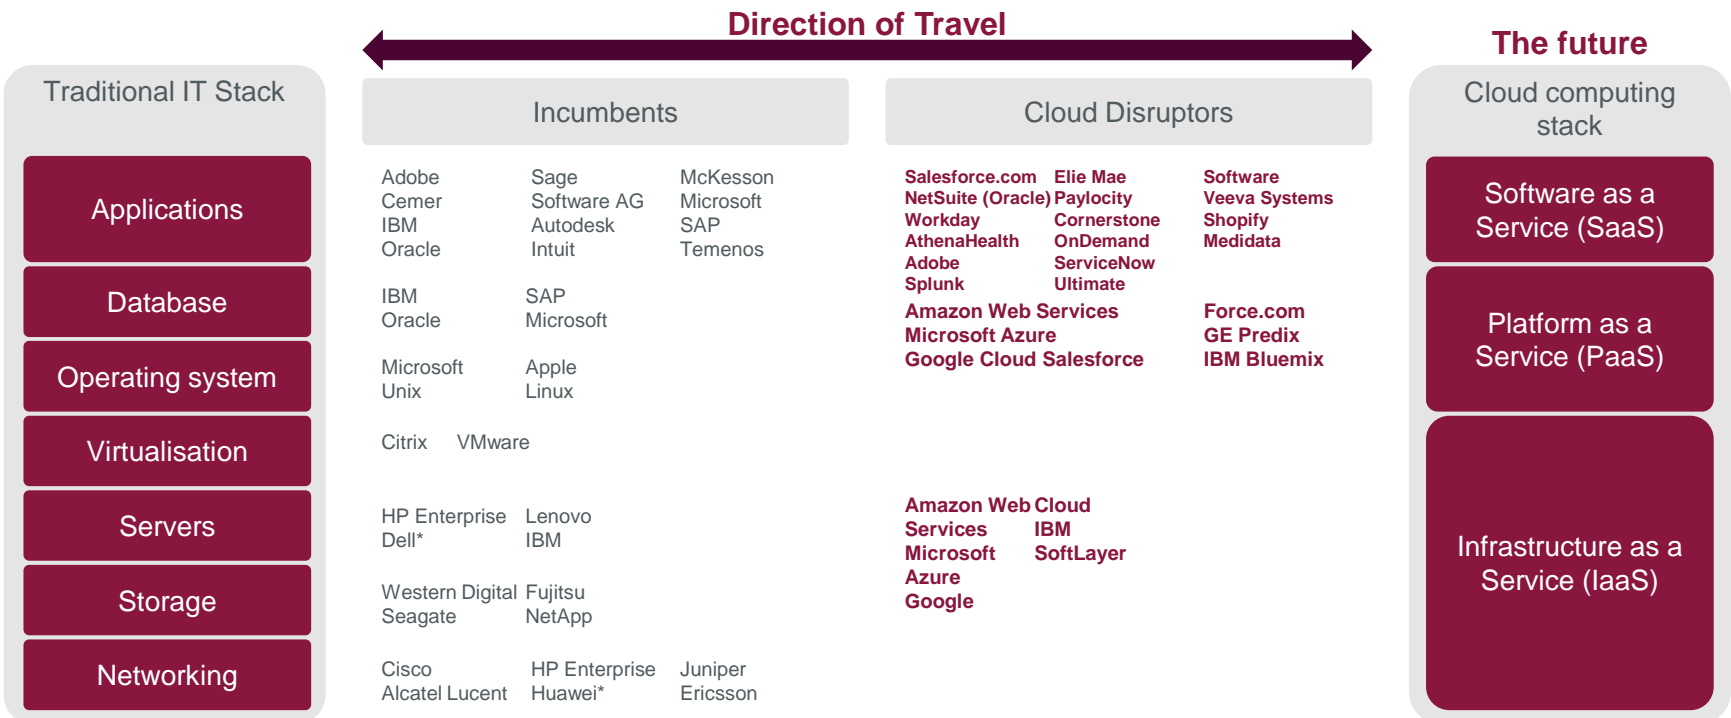 Direction of Travel
The future
Traditional IT Stack
Incumbents
Cloud Disruptors
Cloud computing
stack
Applications
Adobe
Cemer
IBM
Oracle
Sage
Software AG
Autodesk
Intuit
McKesson
Microsoft
SAP
Temenos
Salesforce.com
NetSuite (Oracle)
Workday
AthenaHealth
Adobe
Splunk
Elie Mae
Paylocity
Cornerstone
OnDemand
ServiceNow
Ultimate
Software
Veeva Systems
Shopify
Medidata
Software as a
Service (SaaS)
Database
IBM
Oracle
SAP
Microsoft
Amazon Web Services
Microsoft Azure
Google Cloud Salesforce
Force.com
GE Predix
IBM Bluemix
Platform as a
Service (PaaS)
Operating system
Microsoft
Unix
Apple
Linux
Virtualisation
Citrix
VMware
Servers
HP Enterprise
Dell*
Lenovo
IBM
Amazon Web
Services
Microsoft
Azure
Google
Cloud
IBM
SoftLayer
Infrastructure as a
Service (IaaS)
Storage
Western Digital
Seagate
Fujitsu
NetApp
Networking
Cisco
Alcatel Lucent
HP Enterprise
Huawei*
Juniper
Ericsson